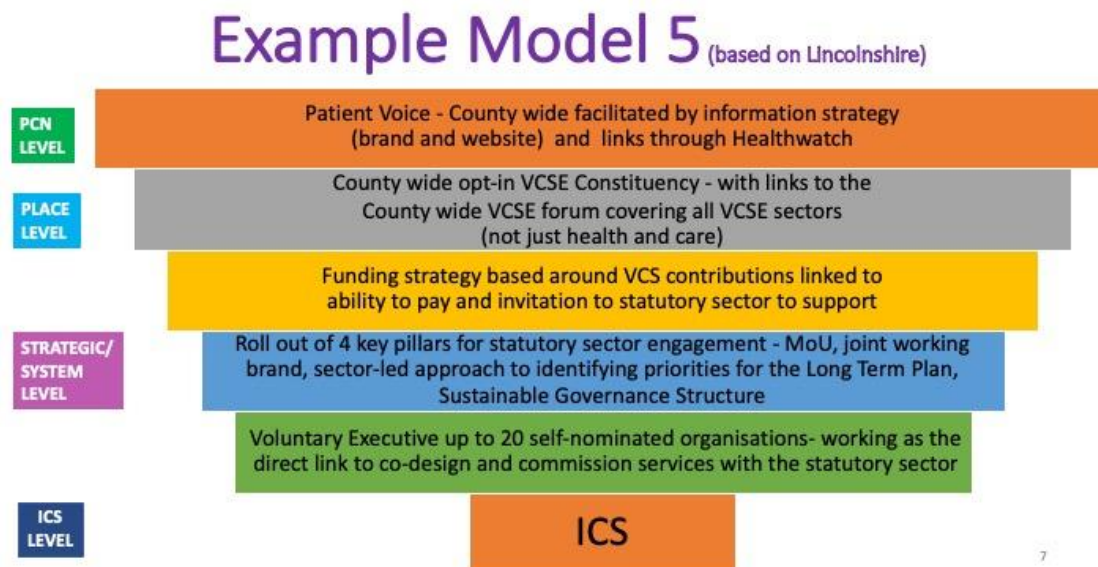 Example Model 5 (based on Lincolnshire)
PCN
LEVEL
Patient Voice - County wide facilitated by information strategy
(brand and website) and links through Healthwatch
PLACE
LEVEL
County wide opt-in VCSE Constituency - with links to the
County wide VCSE forum covering all VCSE sectors
(not just health and care)
Funding strategy based around VCS contributions linked to
ability to pay and invitation to statutory sector to support
STRATEGIC/
SYSTEM
LEVEL
Roll out of 4 key pillars for statutory sector engagement - MoU, joint working
brand, sector-led approach to identifying priorities for the Long Term Plan,
Sustainable Governance Structure
Voluntary Executive up to 20 self-nominated organisations- working as the
direct link to co-design and commission services with the statutory sector
ICS
LEVEL
ICS
7